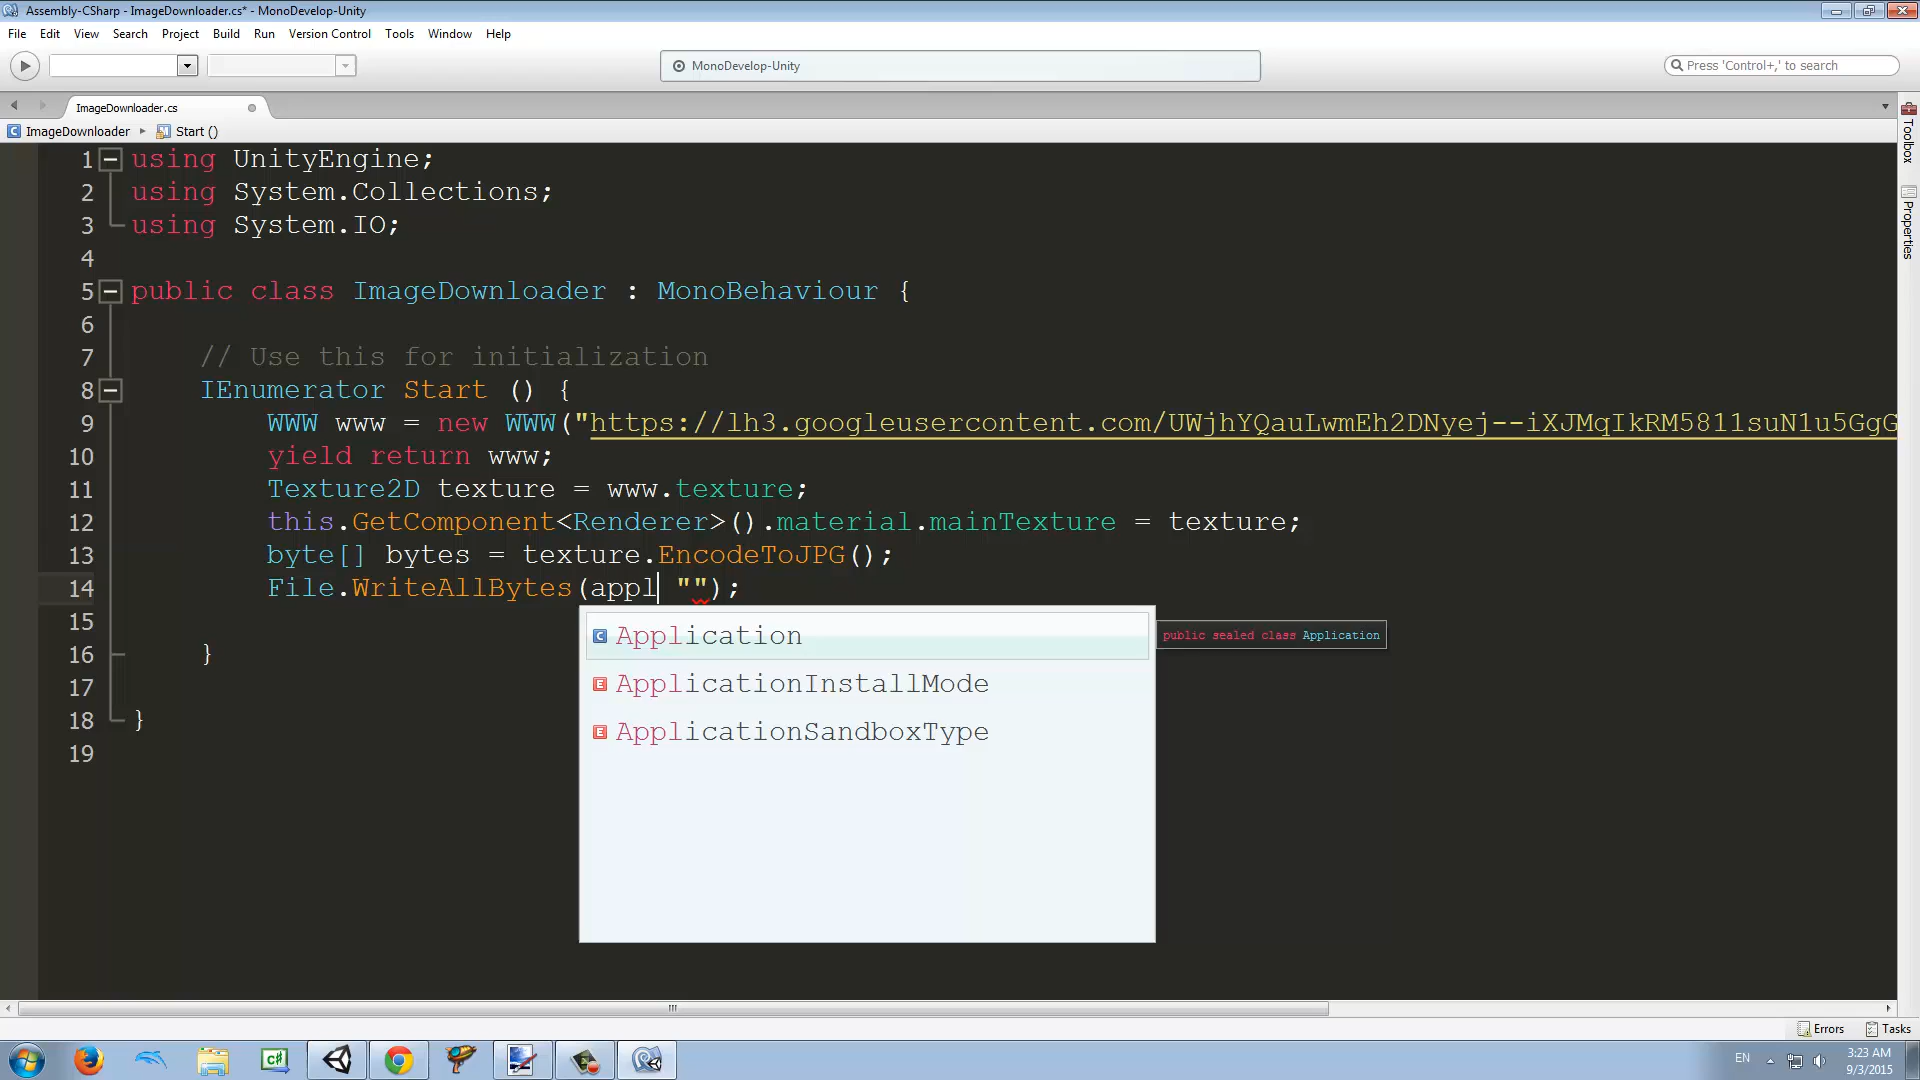 Assembly-CSharp - ImageDownloader.cs* - MonoDevelop-Unity
File Edit View Search Project Build Run Version Control Tools Window Help
MonoDevelop-Unity
Press 'Control+,' to search
ImageDownloader.cs
ImageDownloader Start ()
Toolbox
Properties
1 using UnityEngine;
2 using System.Collections;
3 using System.IO;
4
5 public class ImageDownloader : MonoBehaviour {
6
7 // Use this for initialization
8 IEnumerator Start () {
9 WWW www = new WWW("https://lh3.googleusercontent.com/UWjhYQauLwmEh2DNyej--iXJMqIkRM5811suN1u5GgG
10 yield return www;
11 Texture2D texture = www.texture;
12 this.GetComponent<Renderer>().material.mainTexture = texture;
13 byte[] bytes = texture.EncodeToJPG();
14 File.WriteAllBytes(appl "");
15
16 }
17
18 }
19
Application
ApplicationInstallMode
ApplicationSandboxType
public sealed class Application
Errors Tasks
EN
3:23 AM
9/3/2015